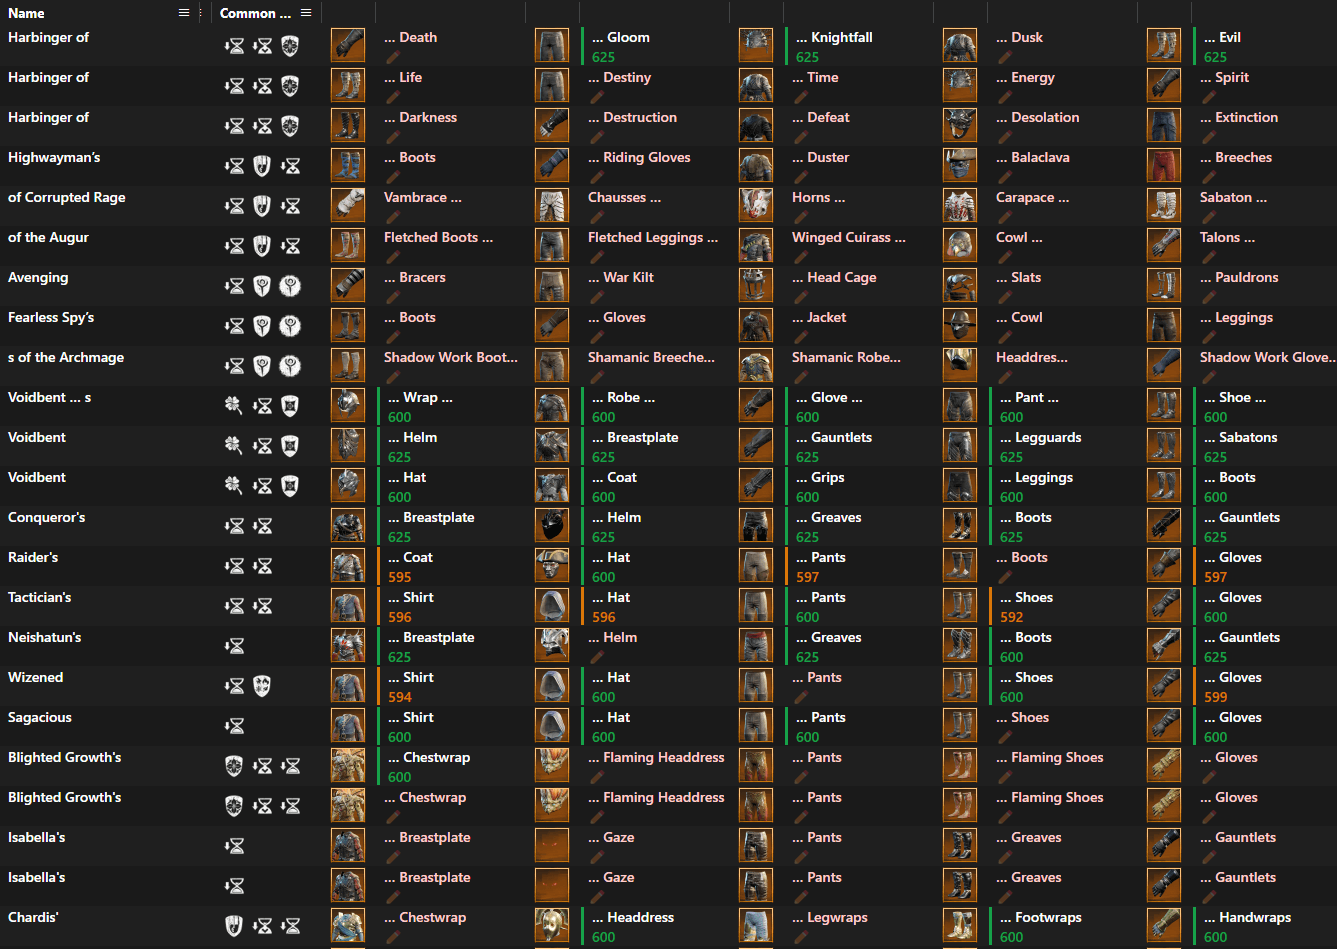 Name Common ...
Harbinger of ... Death ... Gloom ... Knightfall ... Dusk ... Evil
625 625 625
Harbinger of ... Life ... Destiny ... Time ... Energy ... Spirit
Harbinger of ... Darkness ... Destruction ... Defeat ... Desolation ... Extinction
Highwayman's ... Boots ... Riding Gloves ... Duster ... Balaclava ... Breeches
of Corrupted Rage Vambrace ... Chausses ... Horns ... Carapace ... Sabaton ...
of the Augur Fletched Boots ... Fletched Leggings ... Winged Cuirass ... Cowl ... Talons ...
Avenging ... Bracers ... War Kilt ... Head Cage ... Slats ... Pauldrons
Fearless Spy's ... Boots ... Gloves ... Jacket ... Cowl ... Leggings
s of the Archmage Shadow Work Boot... Shamanic Breeche... Shamanic Robe... Headdres... Shadow Work Glove...
Voidbent ... s ... Wrap ... ... Robe ... ... Glove ... ... Pant ... ... Shoe ...
600 600 600 600 600
Voidbent ... Helm ... Breastplate ... Gauntlets ... Legguards ... Sabatons
625 625 625 625 625
Voidbent ... Hat ... Coat ... Grips ... Leggings ... Boots
600 600 600 600 600
Conqueror's ... Breastplate ... Helm ... Greaves ... Boots ... Gauntlets
625 625 625 625 625
Raider's ... Coat ... Hat ... Pants ... Boots ... Gloves
595 600 597 597
Tactician's ... Shirt ... Hat ... Pants ... Shoes ... Gloves
596 596 600 592 600
Neishatun's ... Breastplate ... Helm ... Greaves ... Boots ... Gauntlets
625 625 600 625
Wizened ... Shirt ... Hat ... Pants ... Shoes ... Gloves
594 600 600 599
Sagacious ... Shirt ... Hat ... Pants ... Shoes ... Gloves
600 600 600 600
Blighted Growth's ... Chestwrap ... Flaming Headdress ... Pants ... Flaming Shoes ... Gloves
600
Blighted Growth's ... Chestwrap ... Flaming Headdress ... Pants ... Flaming Shoes ... Gloves
Isabella's ... Breastplate ... Gaze ... Pants ... Greaves ... Gauntlets
Isabella's ... Breastplate ... Gaze ... Pants ... Greaves ... Gauntlets
Chardis' ... Chestwrap ... Headdress ... Legwraps ... Footwraps ... Handwraps
600 600 600